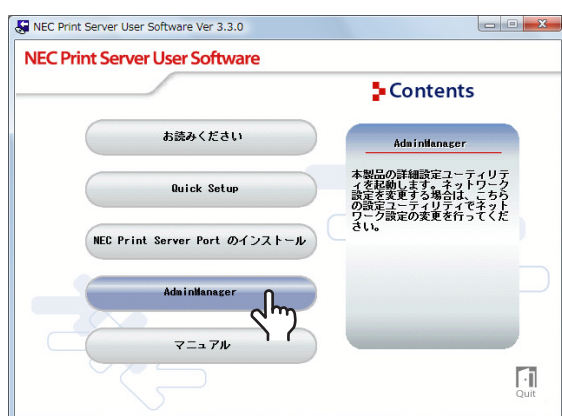 NEC Print Server User Software Ver 3.3.0
NEC Print Server User Software
Contents
お読みください
Quick Setup
NEC Print Server Port のインストール
AdminManager
マニュアル
AdminManager
本製品の詳細設定ユーティリテ
ィを起動します。ネットワーク
設定を変更する場合は、こちら
の設定ユーティリティでネット
ワーク設定の変更を行ってくだ
さい。
Quit